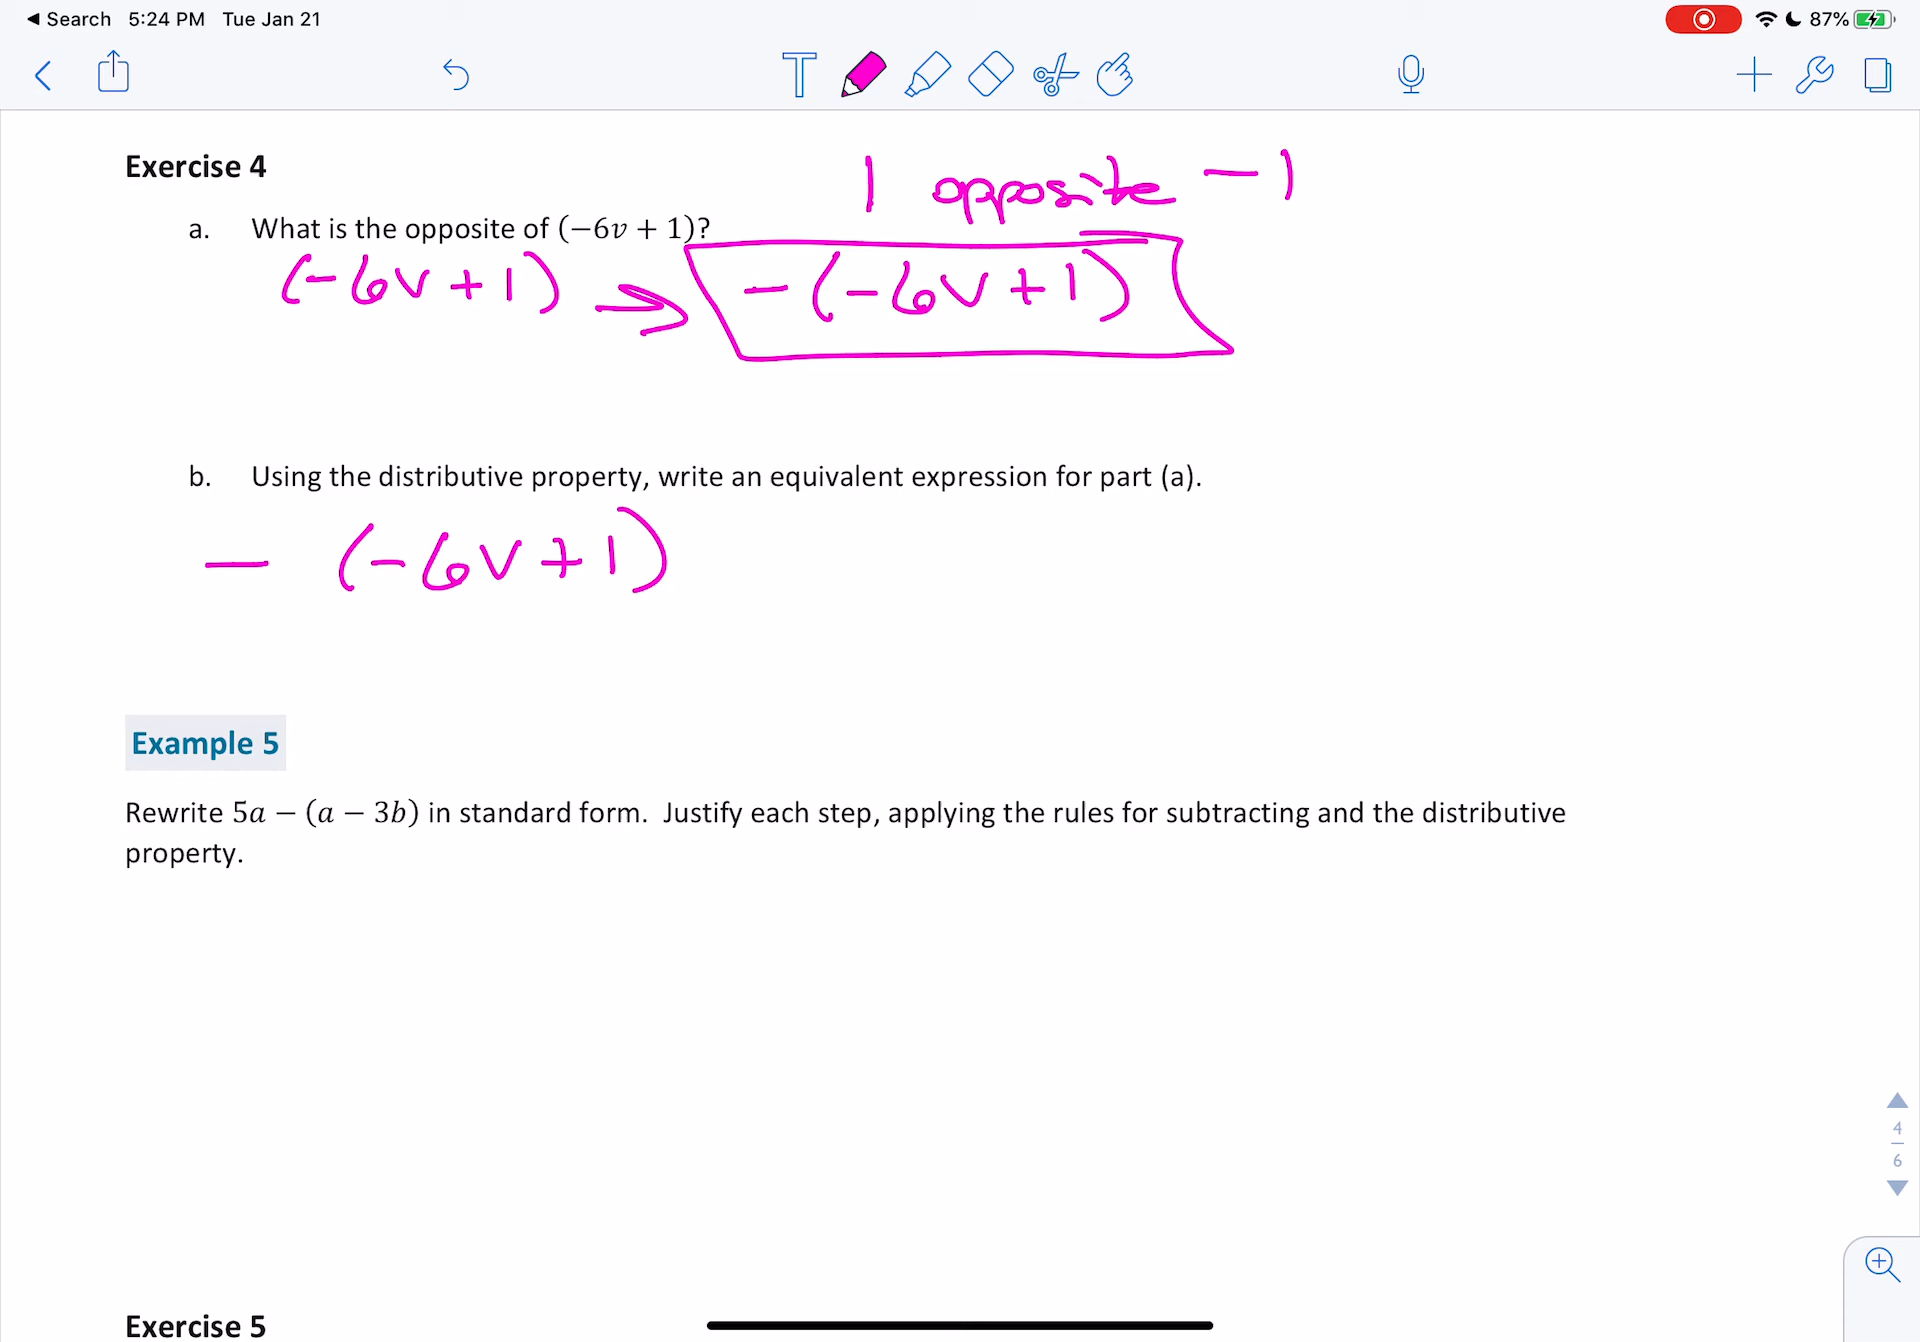 Search 5:24 PM Tue Jan 21 87%
Exercise 4
1 opposite -1
a. What is the opposite of (−6v + 1)?
(-6v+1) → -(-6v+1)
b. Using the distributive property, write an equivalent expression for part (a).
- (-6v+1)
Example 5
Rewrite 5a − (a − 3b) in standard form. Justify each step, applying the rules for subtracting and the distributive
property.
4
6
Exercise 5